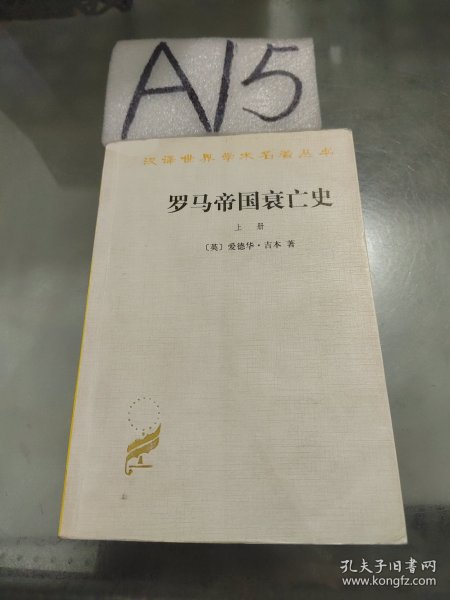 A15
汉译世界学术名著丛书
罗马帝国衰亡史
上 册
〔英〕爱德华·吉本 著
孔夫子旧书网
www.kongfz.com